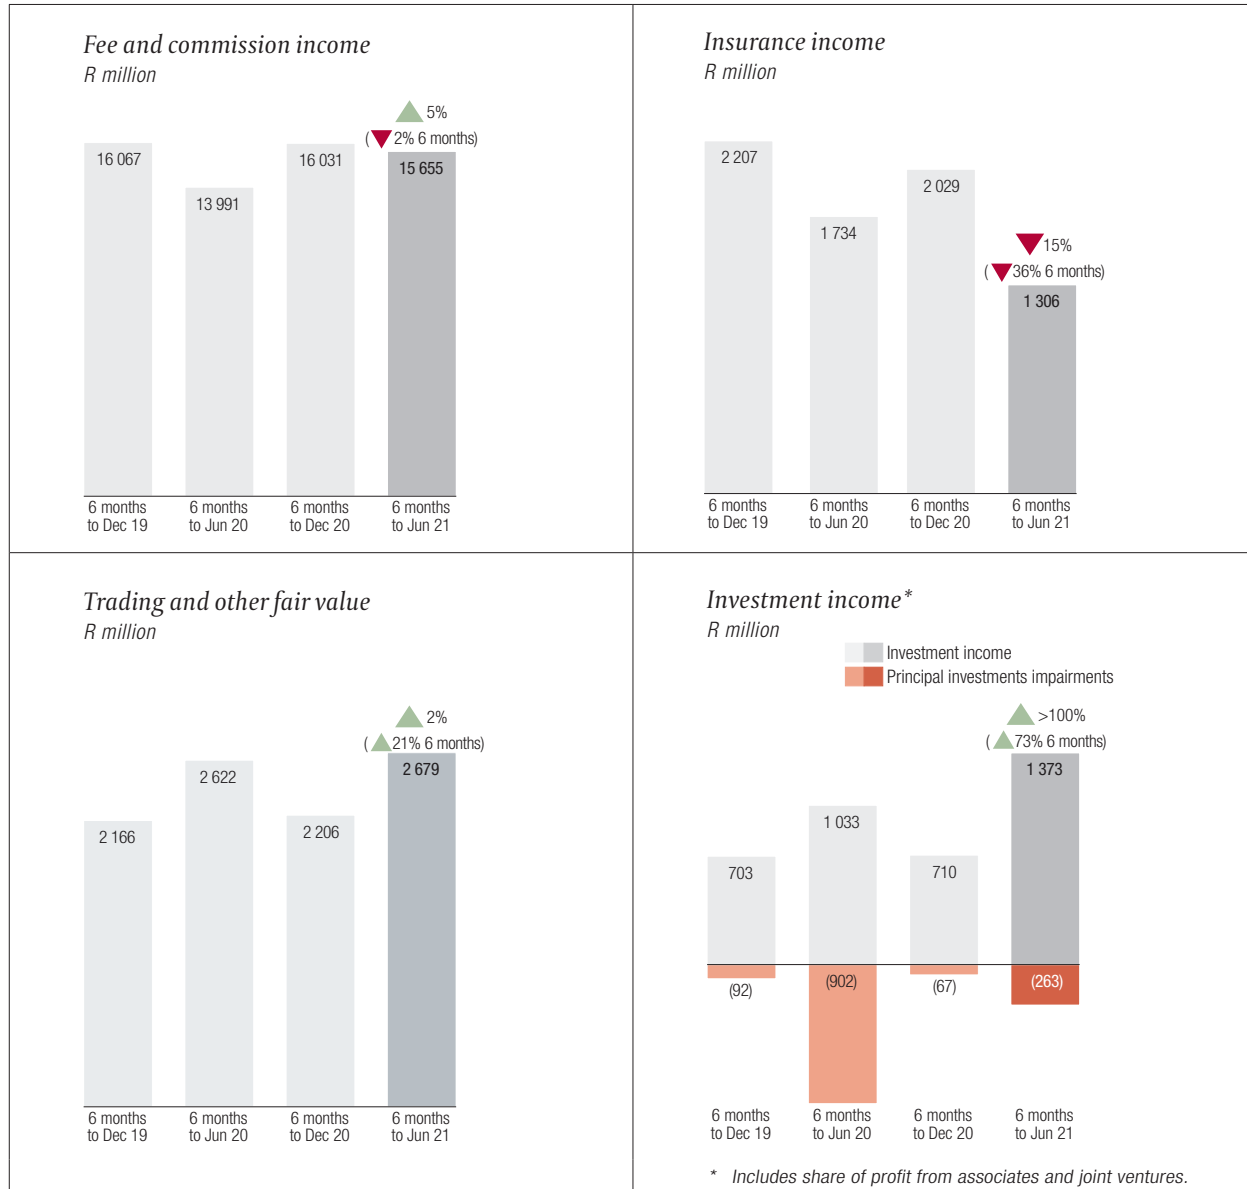 Fee and commission income
R million
5%
( 2% 6 months)
16 067
13 991
16 031
15 655
6 months
to Dec 19
6 months
to Jun 20
6 months
to Dec 20
6 months
to Jun 21
Insurance income
R million
2 207
1 734
2 029
15%
( 36% 6 months)
1 306
6 months
to Dec 19
6 months
to Jun 20
6 months
to Dec 20
6 months
to Jun 21
Trading and other fair value
R million
2%
( 21% 6 months)
2 166
2 622
2 206
2 679
6 months
to Dec 19
6 months
to Jun 20
6 months
to Dec 20
6 months
to Jun 21
Investment income*
R million
Investment income
Principal investments impairments
>100%
( 73% 6 months)
703
1 033
710
1 373
(92)
(902)
(67)
(263)
6 months
to Dec 19
6 months
to Jun 20
6 months
to Dec 20
6 months
to Jun 21
* Includes share of profit from associates and joint ventures.